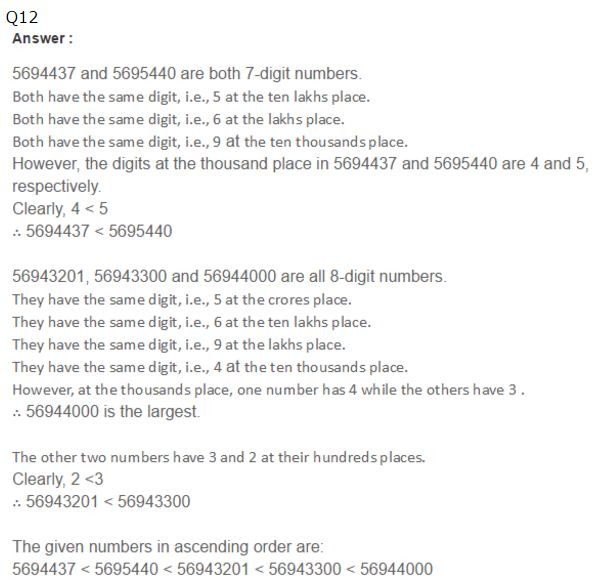 Q12
Answer :
5694437 and 5695440 are both 7-digit numbers.
Both have the same digit, i.e., 5 at the ten lakhs place.
Both have the same digit, i.e., 6 at the lakhs place.
Both have the same digit, i.e., 9 at the ten thousands place.
However, the digits at the thousand place in 5694437 and 5695440 are 4 and 5,
respectively.
Clearly, 4 < 5
∴ 5694437 < 5695440
56943201, 56943300 and 56944000 are all 8-digit numbers.
They have the same digit, i.e., 5 at the crores place.
They have the same digit, i.e., 6 at the ten lakhs place.
They have the same digit, i.e., 9 at the lakhs place.
They have the same digit, i.e., 4 at the ten thousands place.
However, at the thousands place, one number has 4 while the others have 3 .
∴ 56944000 is the largest.
The other two numbers have 3 and 2 at their hundreds places.
Clearly, 2 <3
∴ 56943201 < 56943300
The given numbers in ascending order are:
5694437 < 5695440 < 56943201 < 56943300 < 56944000